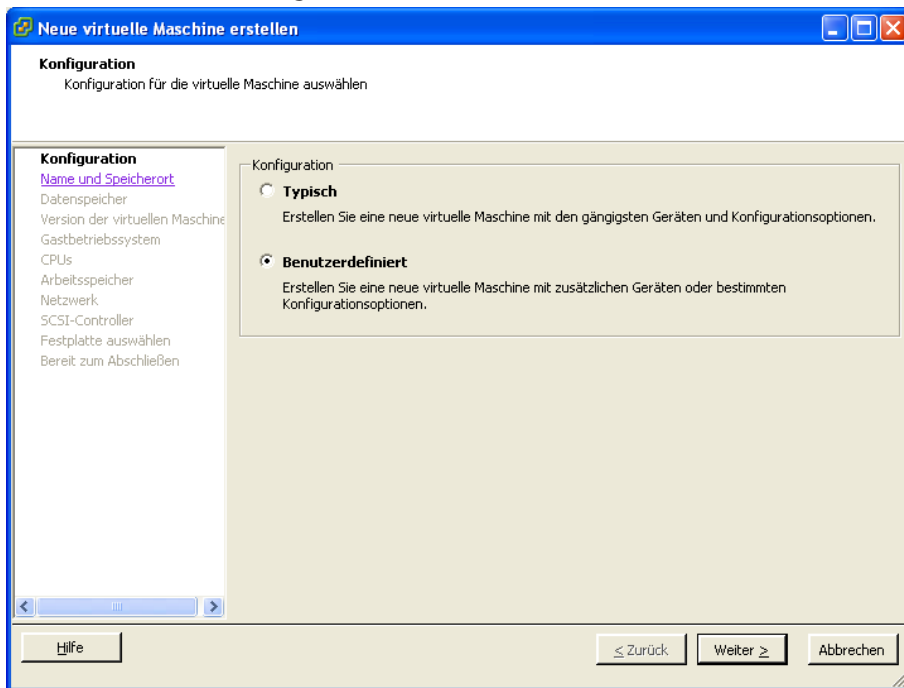 Neue virtuelle Maschine erstellen
Konfiguration
Konfiguration für die virtuelle Maschine auswählen
Konfiguration
Name und Speicherort
Datenspeicher
Version der virtuellen Maschine
Gastbetriebssystem
CPUs
Arbeitsspeicher
Netzwerk
SCSI-Controller
Festplatte auswählen
Bereit zum Abschließen
Konfiguration
Typisch
Erstellen Sie eine neue virtuelle Maschine mit den gängigsten Geräten und Konfigurationsoptionen.
Benutzerdefiniert
Erstellen Sie eine neue virtuelle Maschine mit zusätzlichen Geräten oder bestimmten
Konfigurationsoptionen.
Hilfe
< Zurück
Weiter >
Abbrechen